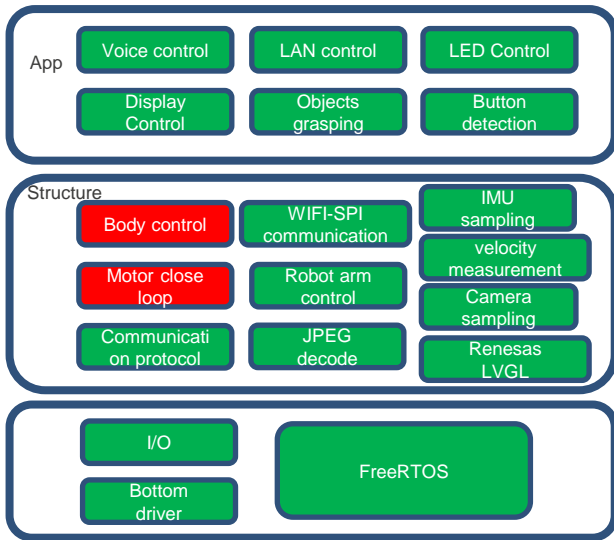 App
Voice control
LAN control
LED Control
Display
Control
Objects
grasping
Button
detection
Structure
Body control
WIFI-SPI
communication
IMU
sampling
velocity
measurement
Motor close
loop
Robot arm
control
Camera
sampling
Communicati
on protocol
JPEG
decode
Renesas
LVGL
I/O
FreeRTOS
Bottom
driver